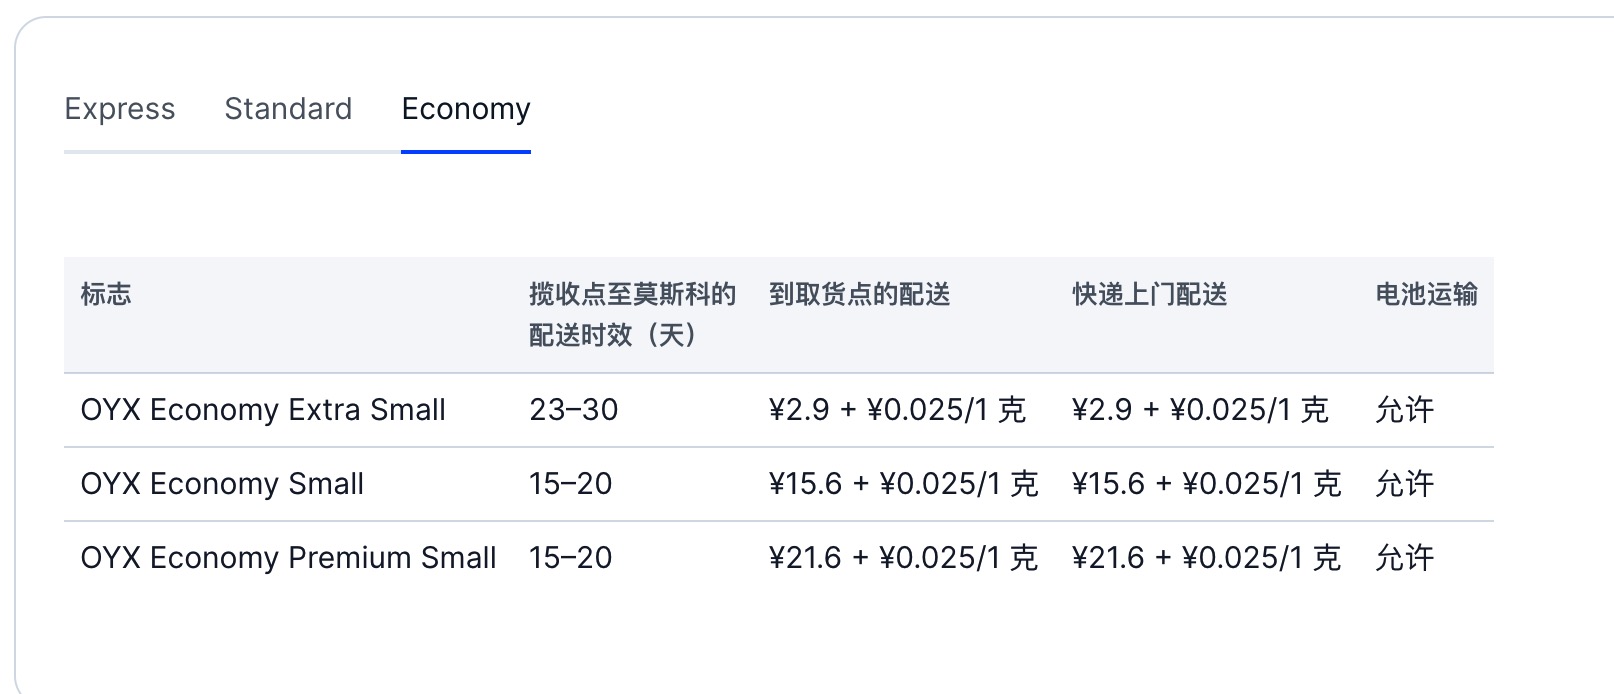 Express Standard Economy
标志 揽收点至莫斯科的 到取货点的配送 快递上门配送 电池运输
配送时效（天）
OYX Economy Extra Small 23–30 ¥2.9 + ¥0.025/1 克 ¥2.9 + ¥0.025/1 克 允许
OYX Economy Small 15–20 ¥15.6 + ¥0.025/1 克 ¥15.6 + ¥0.025/1 克 允许
OYX Economy Premium Small 15–20 ¥21.6 + ¥0.025/1 克 ¥21.6 + ¥0.025/1 克 允许